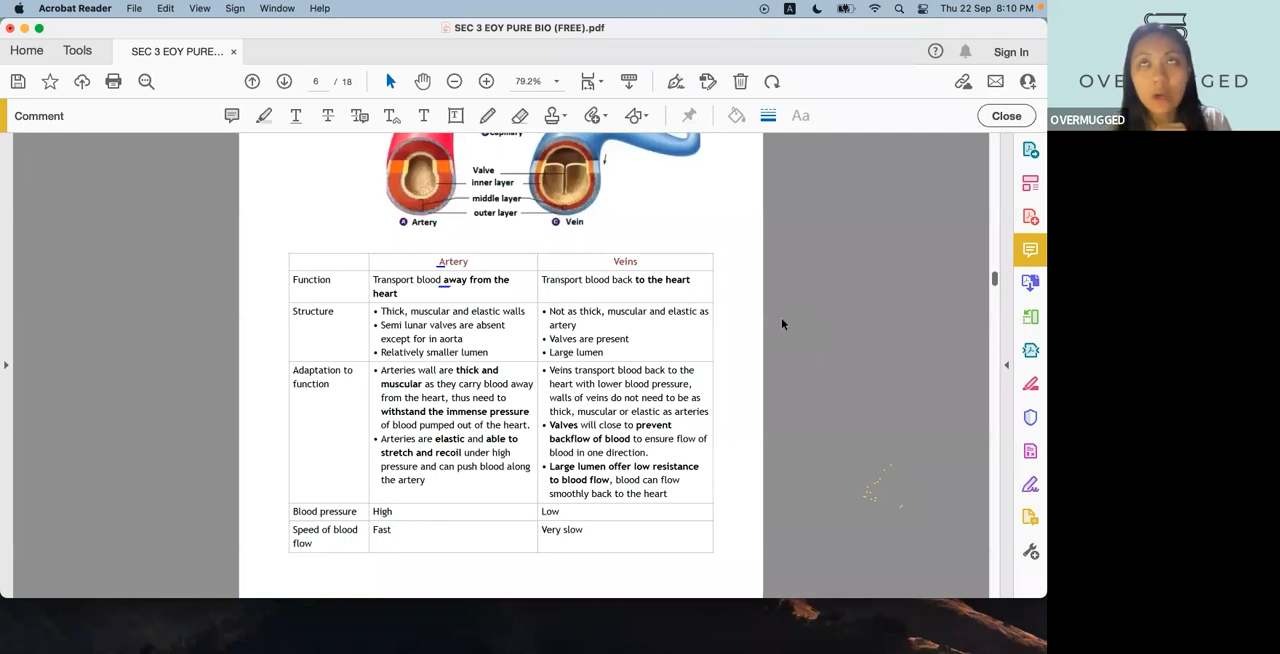 Acrobat Reader File Edit View Sign Window Help
A
Thu 22 Sep 8:10 PM
SEC 3 EOY PURE BIO (FREE).pdf
Home Tools SEC 3 EOY PURE... × Sign In
6 / 18 79.2%
Comment
Aa
Close
OVERMUGGED
Capillary
Valve
inner layer
middle layer
outer layer
A Artery
C Vein
Artery Veins
Function
Transport blood away from the
heart
Transport blood back to the heart
Structure
• Thick, muscular and elastic walls
• Semi lunar valves are absent
except for in aorta
• Relatively smaller lumen
• Not as thick, muscular and elastic as
artery
• Valves are present
• Large lumen
Adaptation to
function
• Arteries wall are thick and
muscular as they carry blood away
from the heart, thus need to
withstand the immense pressure
of blood pumped out of the heart.
• Arteries are elastic and able to
stretch and recoil under high
pressure and can push blood along
the artery
• Veins transport blood back to the
heart with lower blood pressure,
walls of veins do not need to be as
thick, muscular or elastic as arteries
• Valves will close to prevent
backflow of blood to ensure flow of
blood in one direction.
• Large lumen offer low resistance
to blood flow, blood can flow
smoothly back to the heart
Blood pressure High Low
Speed of blood
flow
Fast Very slow